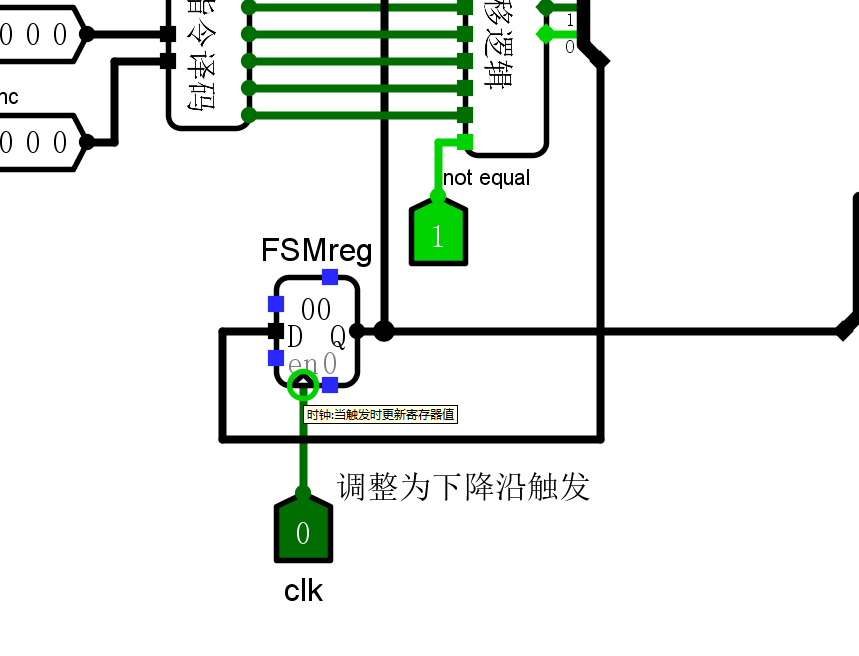 0 0 0
指令译码
移逻辑
1
0
nc
0 0 0
not equal
1
FSMreg
00
D Q
en0
时钟:当触发时更新寄存器值
调整为下降沿触发
0
clk